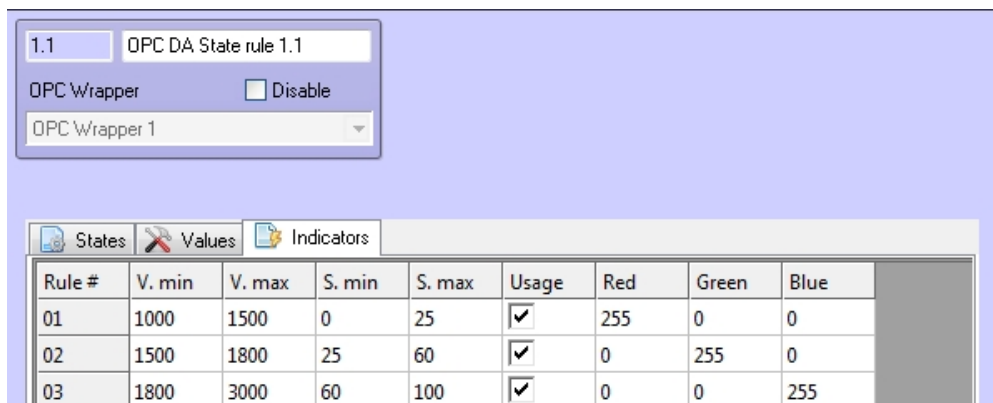 1.1 OPC DA State rule 1.1
OPC Wrapper Disable
OPC Wrapper 1
States Values Indicators
Rule # V. min V. max S. min S. max Usage Red Green Blue
01 1000 1500 0 25 255 0 0
02 1500 1800 25 60 0 255 0
03 1800 3000 60 100 0 0 255